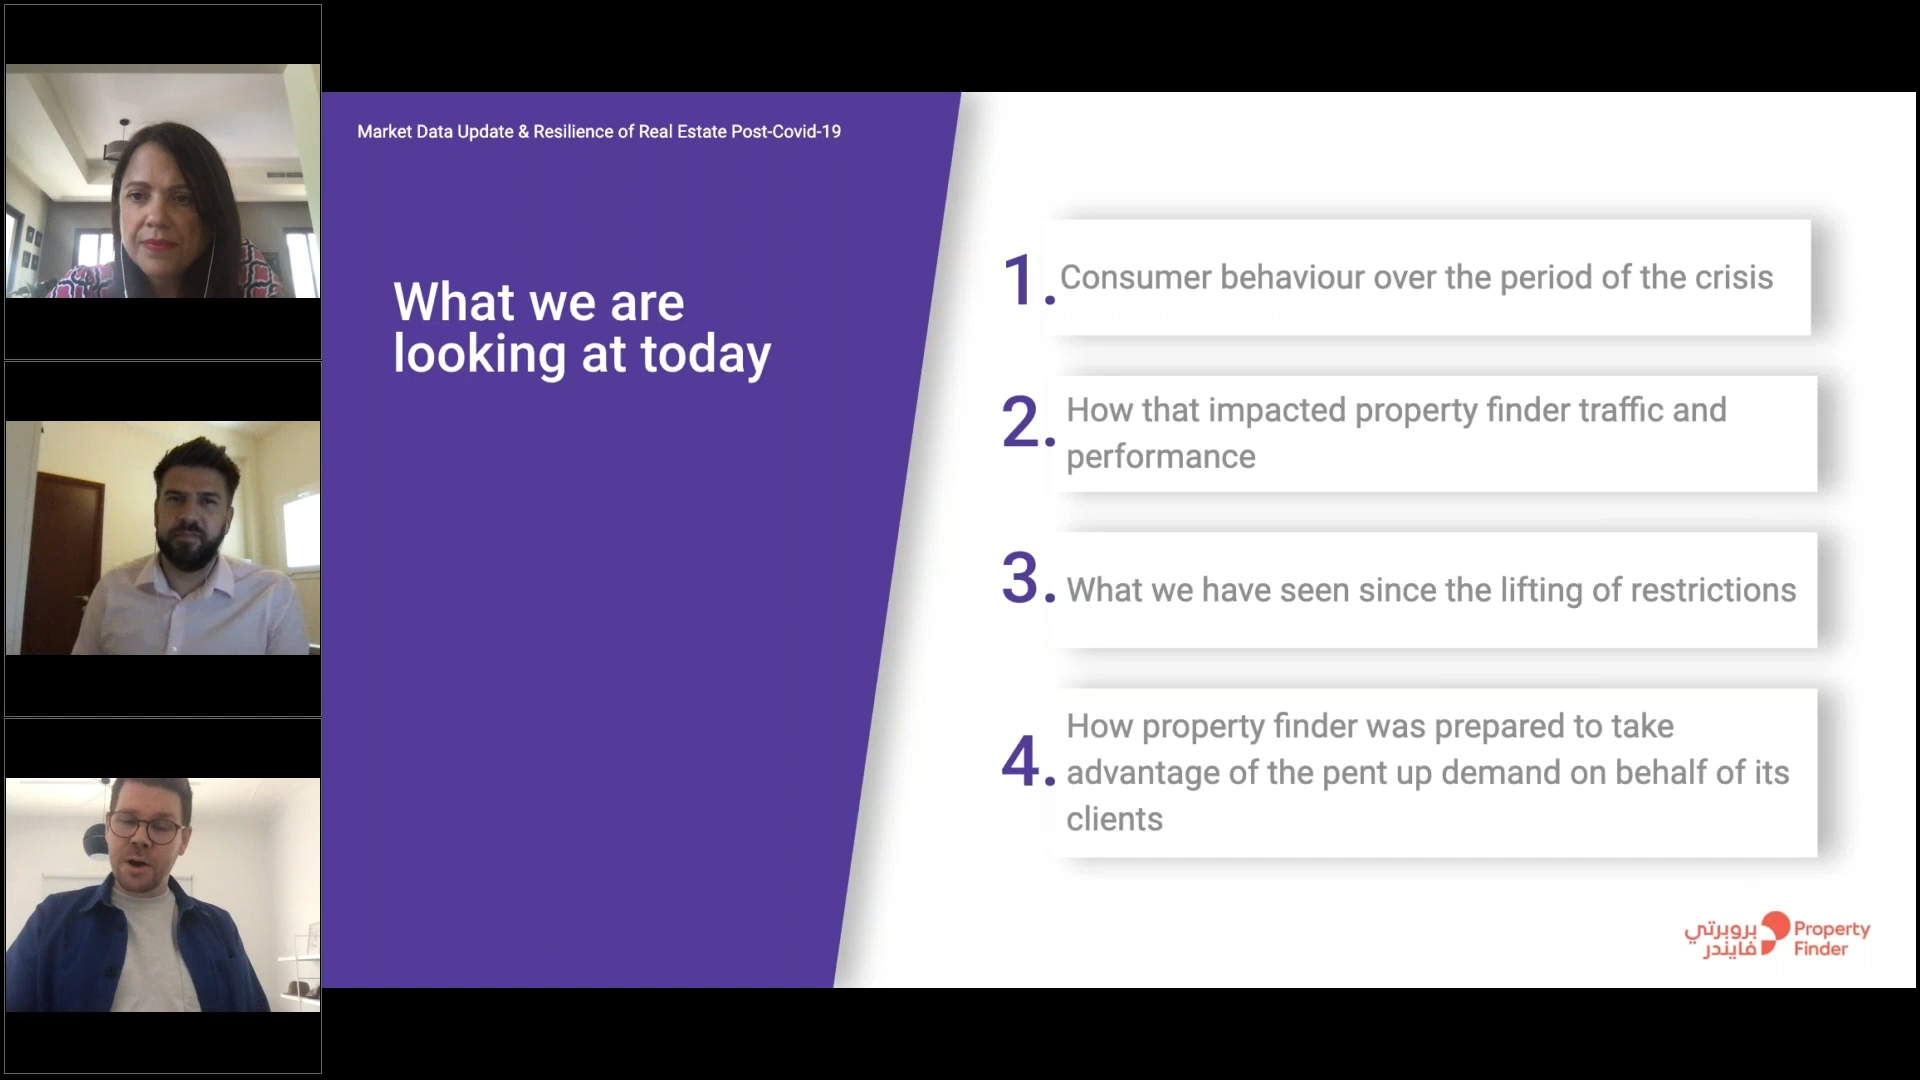 Market Data Update & Resilience of Real Estate Post-Covid-19
What we are
looking at today
1.
Consumer behaviour over the period of the crisis
2.
How that impacted property finder traffic and
performance
3.
What we have seen since the lifting of restrictions
4.
How property finder was prepared to take
advantage of the pent up demand on behalf of its
clients
بروبرتي
فايندر
Property
Finder